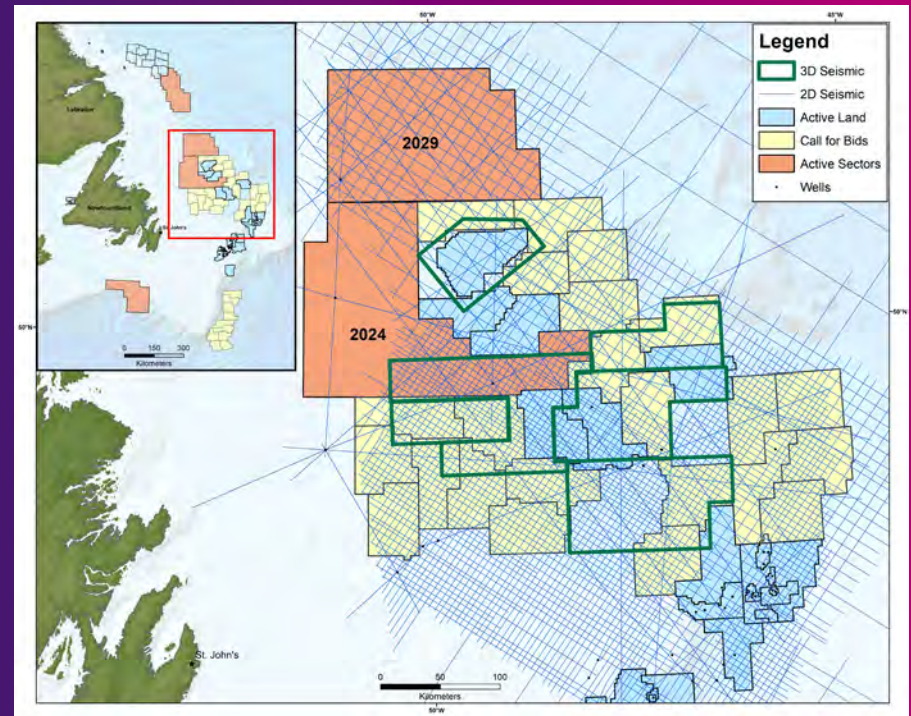 50°W
45°W
Legend
3D Seismic
2D Seismic
Active Land
Call for Bids
Active Sectors
Wells
Labrador
Newfoundland
St. John's
0 150 300
Kilometers
2029
2024
50°N
50°N
St. John's
0 50 100
Kilometers
50°W